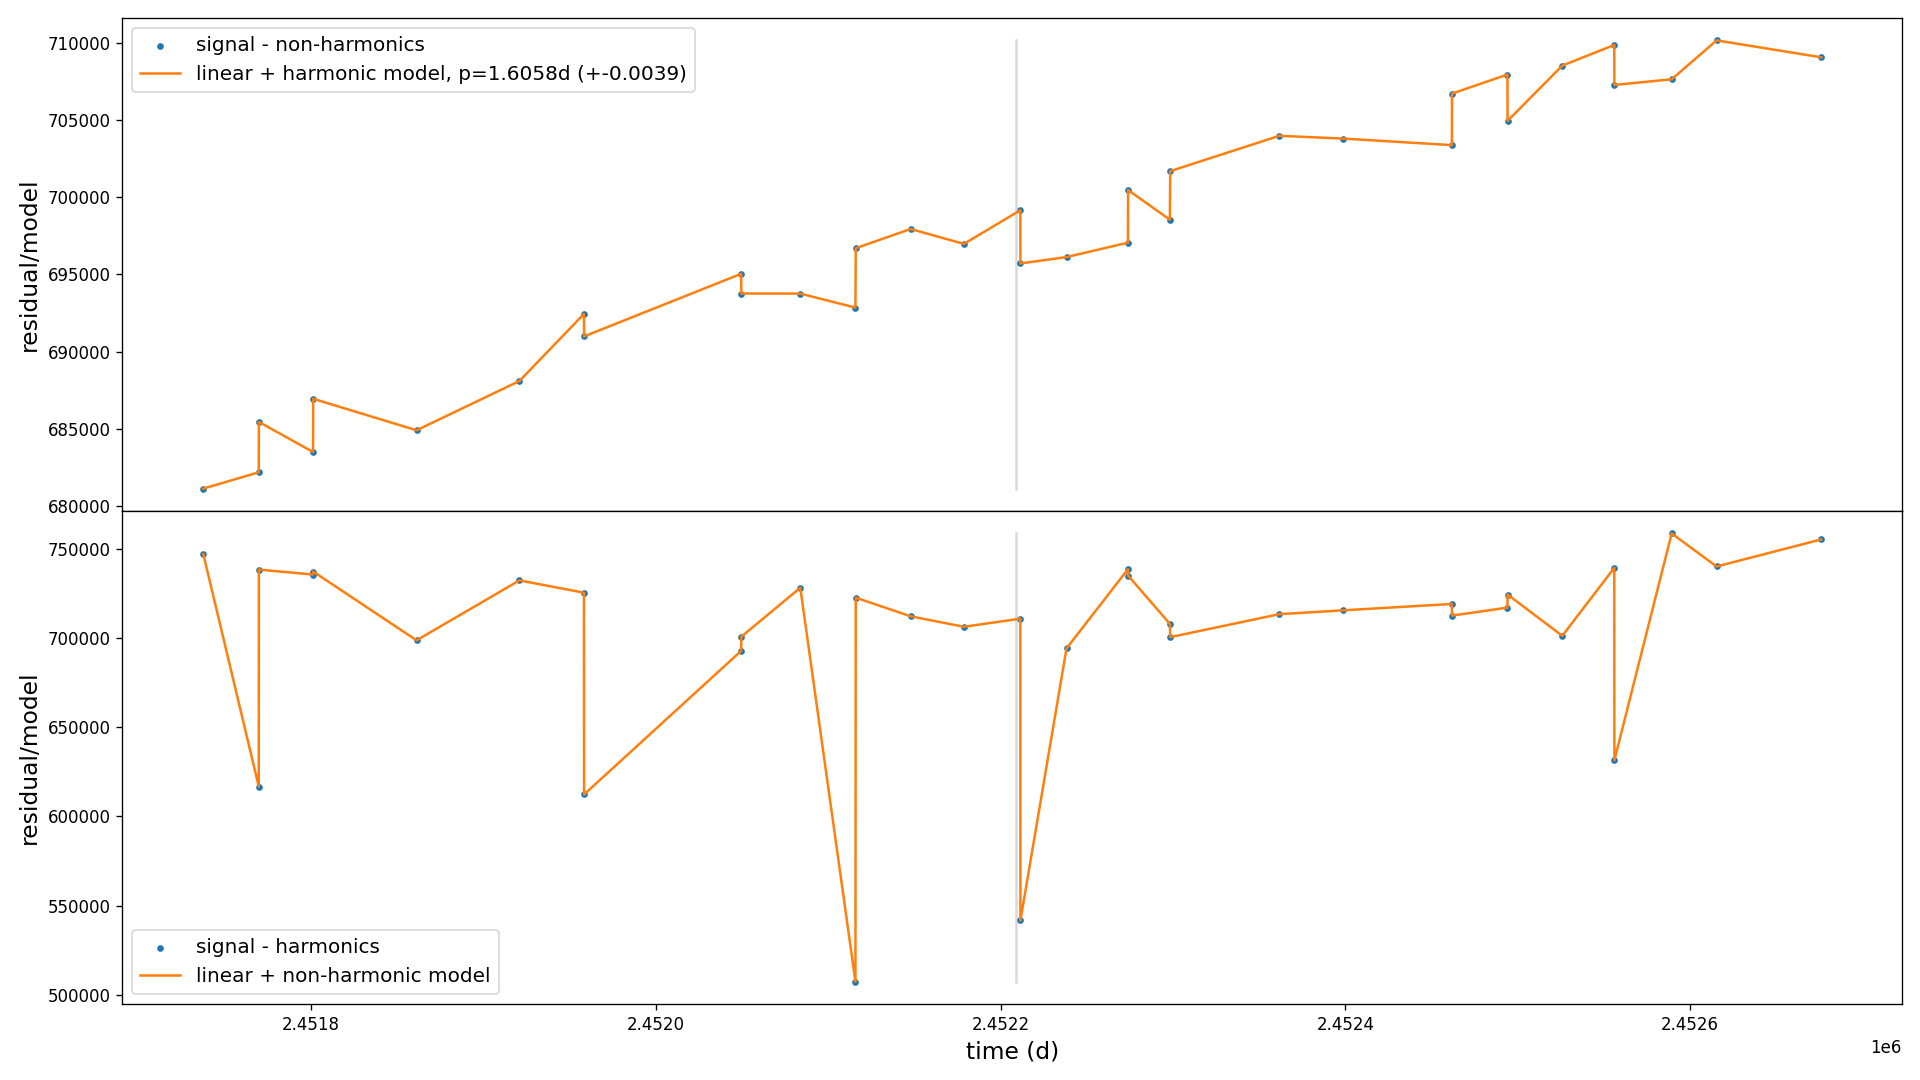 710000
705000
700000
695000
690000
685000
680000
residual/model
signal - non-harmonics
linear + harmonic model, p=1.6058d (+-0.0039)
750000
700000
650000
600000
550000
500000
residual/model
signal - harmonics
linear + non-harmonic model
2.4518
2.4520
2.4522
2.4524
2.4526
1e6
time (d)